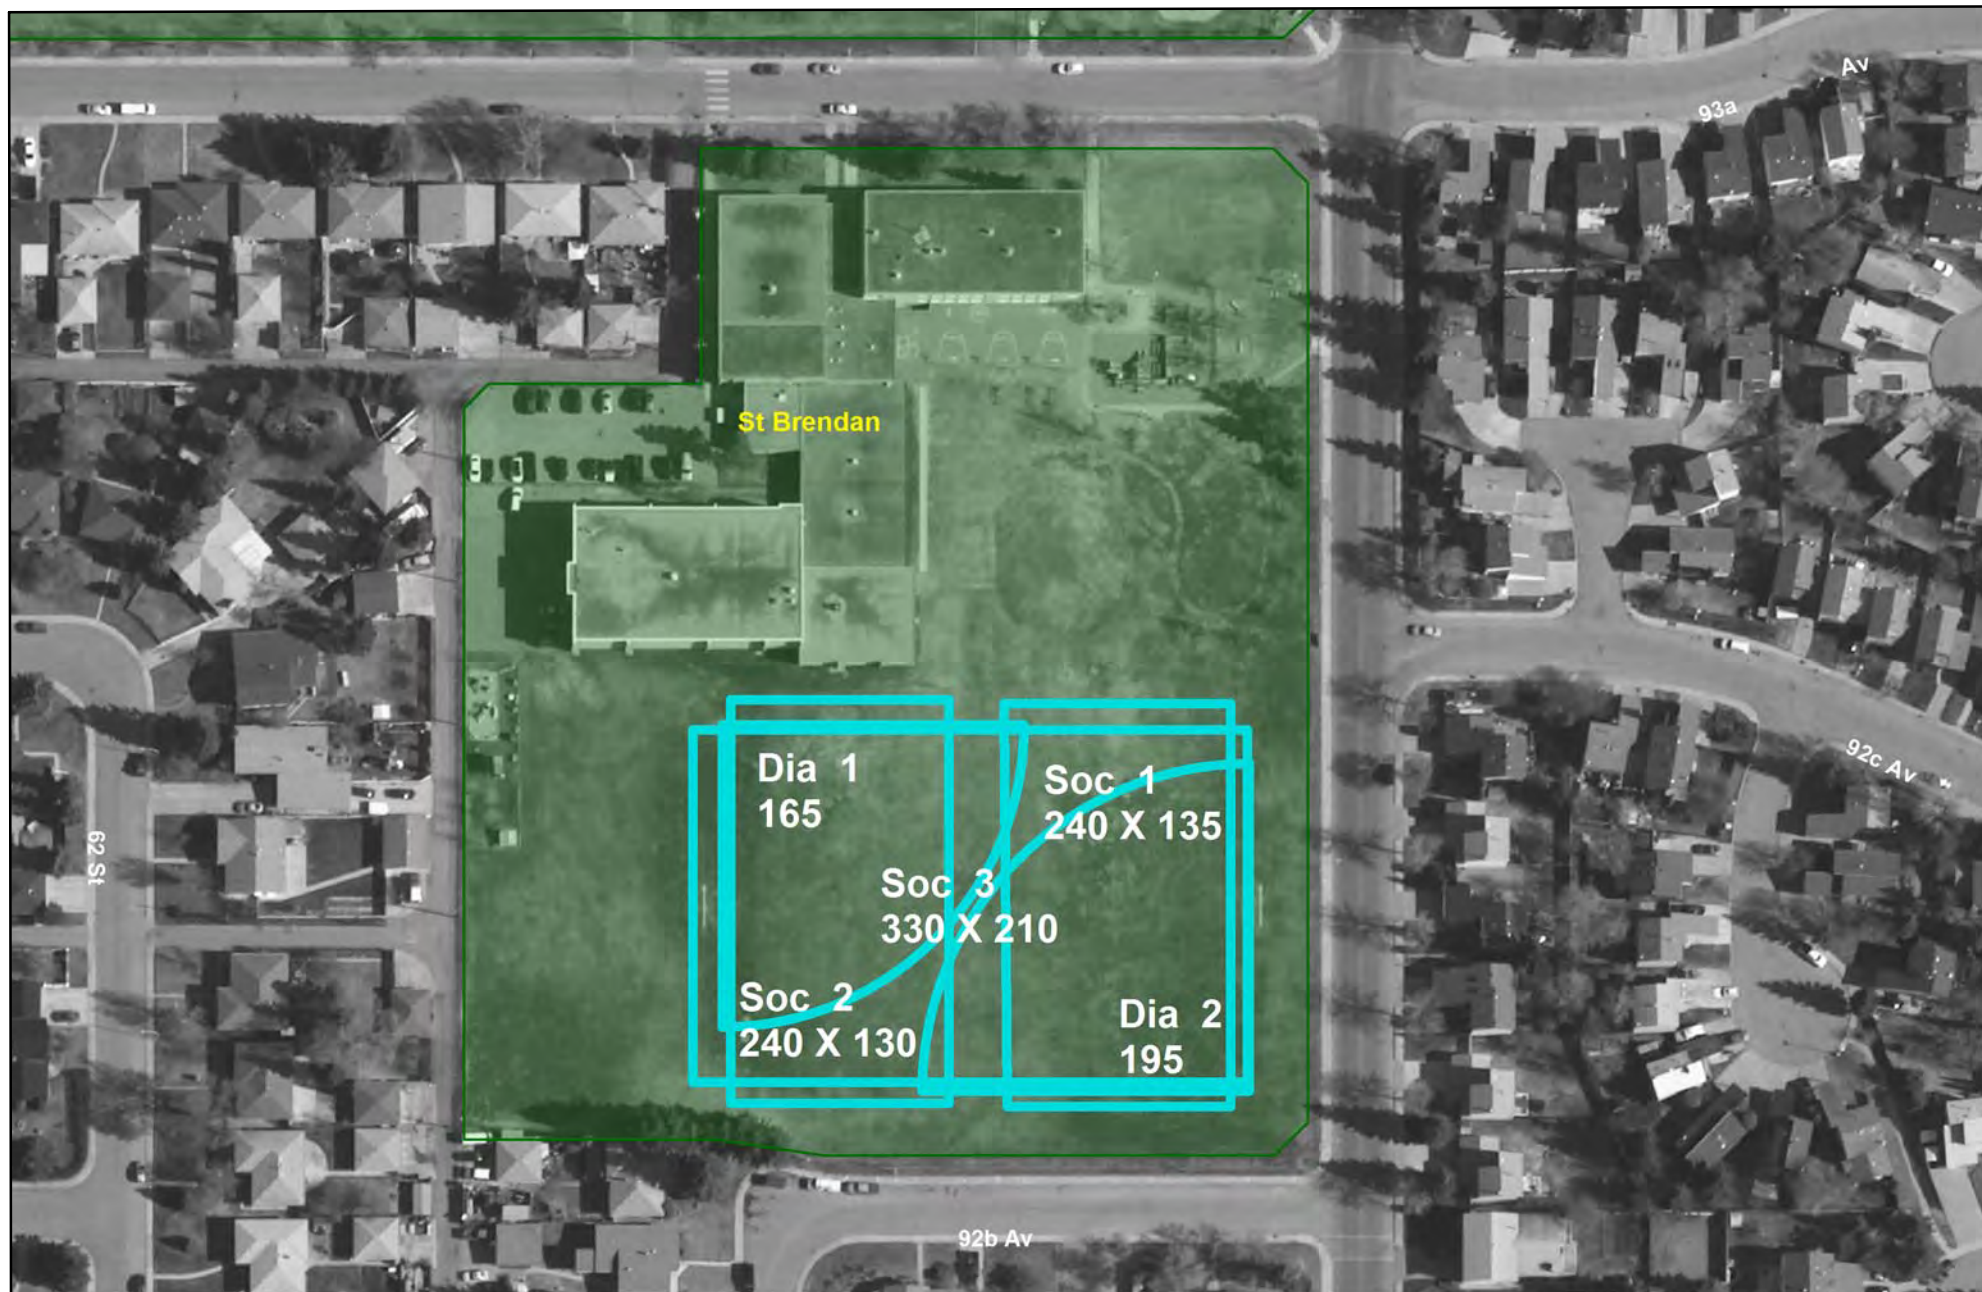 Av
93a
St Brendan
Dia 1
165
Soc 1
240 X 135
92c Av
62 St
Soc 3
330 X 210
Soc 2
240 X 130
Dia 2
195
92b Av